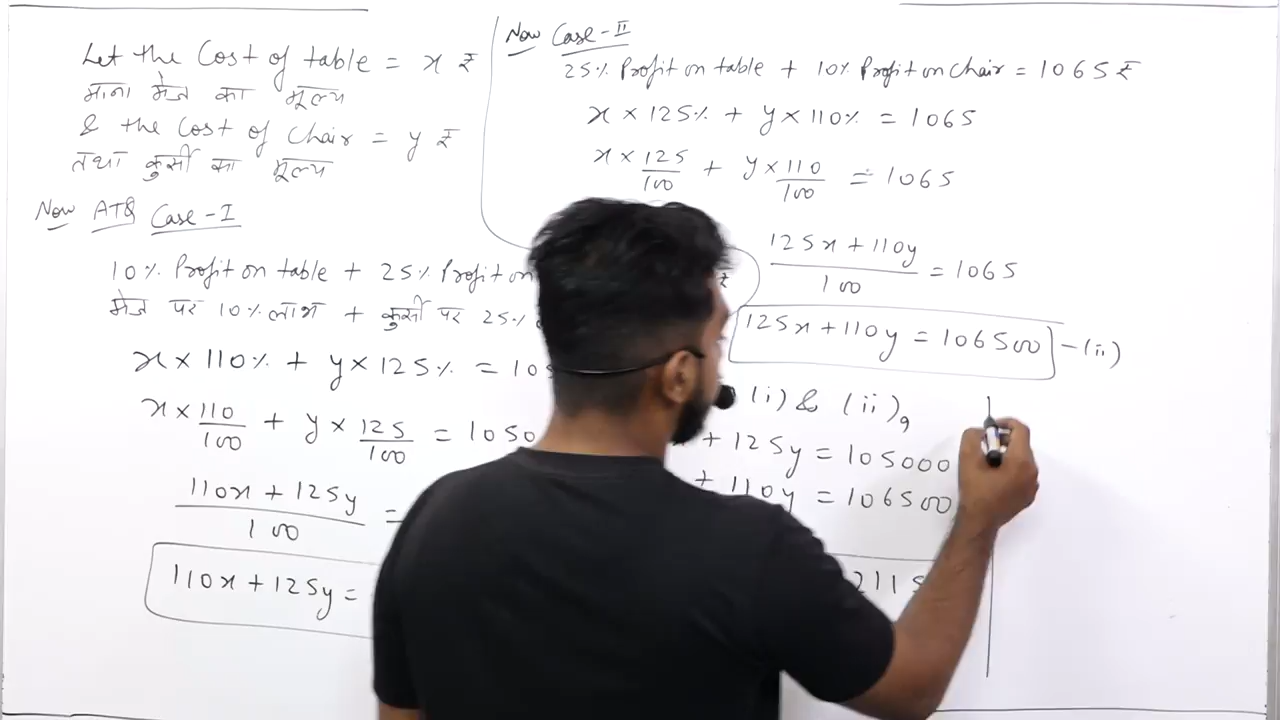 Let the Cost of table = x ₹
माना मेज का मूल्य
& the Cost of Chair = y ₹
तथा कुर्सी का मूल्य
Now ATQ Case-I
10% Profit on table + 25% Profit on
मेज पर 10% लाभ + कुर्सी पर 25%
x × 110% + y × 125% = 10
x × 110/100 + y × 125/100 = 1050
110x + 125y / 100 =
110x + 125y =
Now Case-II
25% Profit on table + 10% Profit on Chair = 1065 ₹
x × 125% + y × 110% = 1065
x × 125/100 + y × 110/100 = 1065
125x + 110y / 100 = 1065
125x + 110y = 106500 -(ii)
(i) & (ii),
+ 125y = 105000
+ 110y = 106500
2115